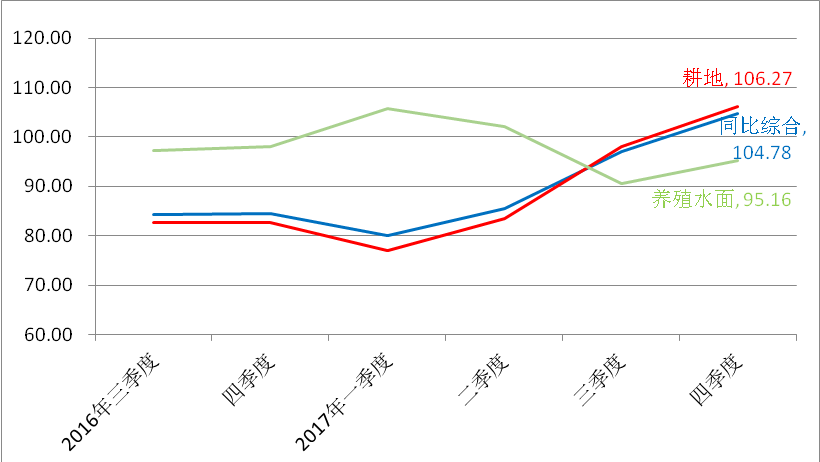 120.00
110.00
100.00
90.00
80.00
70.00
60.00
耕地, 106.27
同比综合,
104.78
养殖水面, 95.16
2016年三季度
四季度
2017年一季度
二季度
三季度
四季度